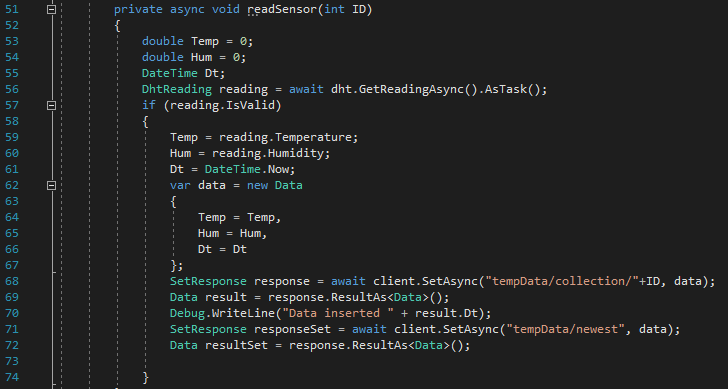 51 private async void readSensor(int ID)
52 {
53 double Temp = 0;
54 double Hum = 0;
55 DateTime Dt;
56 DhtReading reading = await dht.GetReadingAsync().AsTask();
57 if (reading.IsValid)
58 {
59 Temp = reading.Temperature;
60 Hum = reading.Humidity;
61 Dt = DateTime.Now;
62 var data = new Data
63 {
64 Temp = Temp,
65 Hum = Hum,
66 Dt = Dt
67 };
68 SetResponse response = await client.SetAsync("tempData/collection/"+ID, data);
69 Data result = response.ResultAs<Data>();
70 Debug.WriteLine("Data inserted " + result.Dt);
71 SetResponse responseSet = await client.SetAsync("tempData/newest", data);
72 Data resultSet = response.ResultAs<Data>();
73
74 }